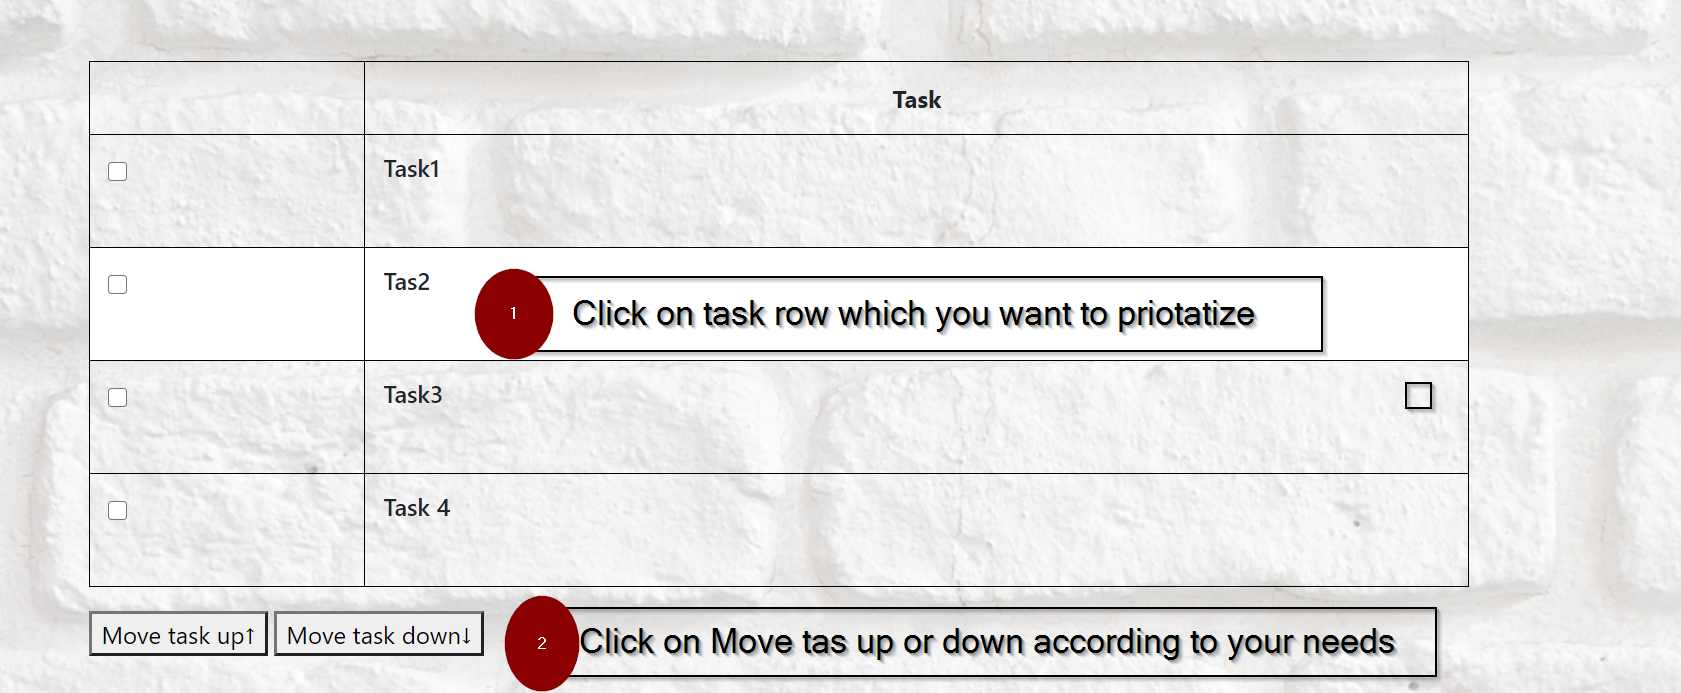 Task
Task1
Tas2
1 Click on task row which you want to priotatize
Task3
Task 4
Move task up↑ Move task down↓
2 Click on Move tas up or down according to your needs